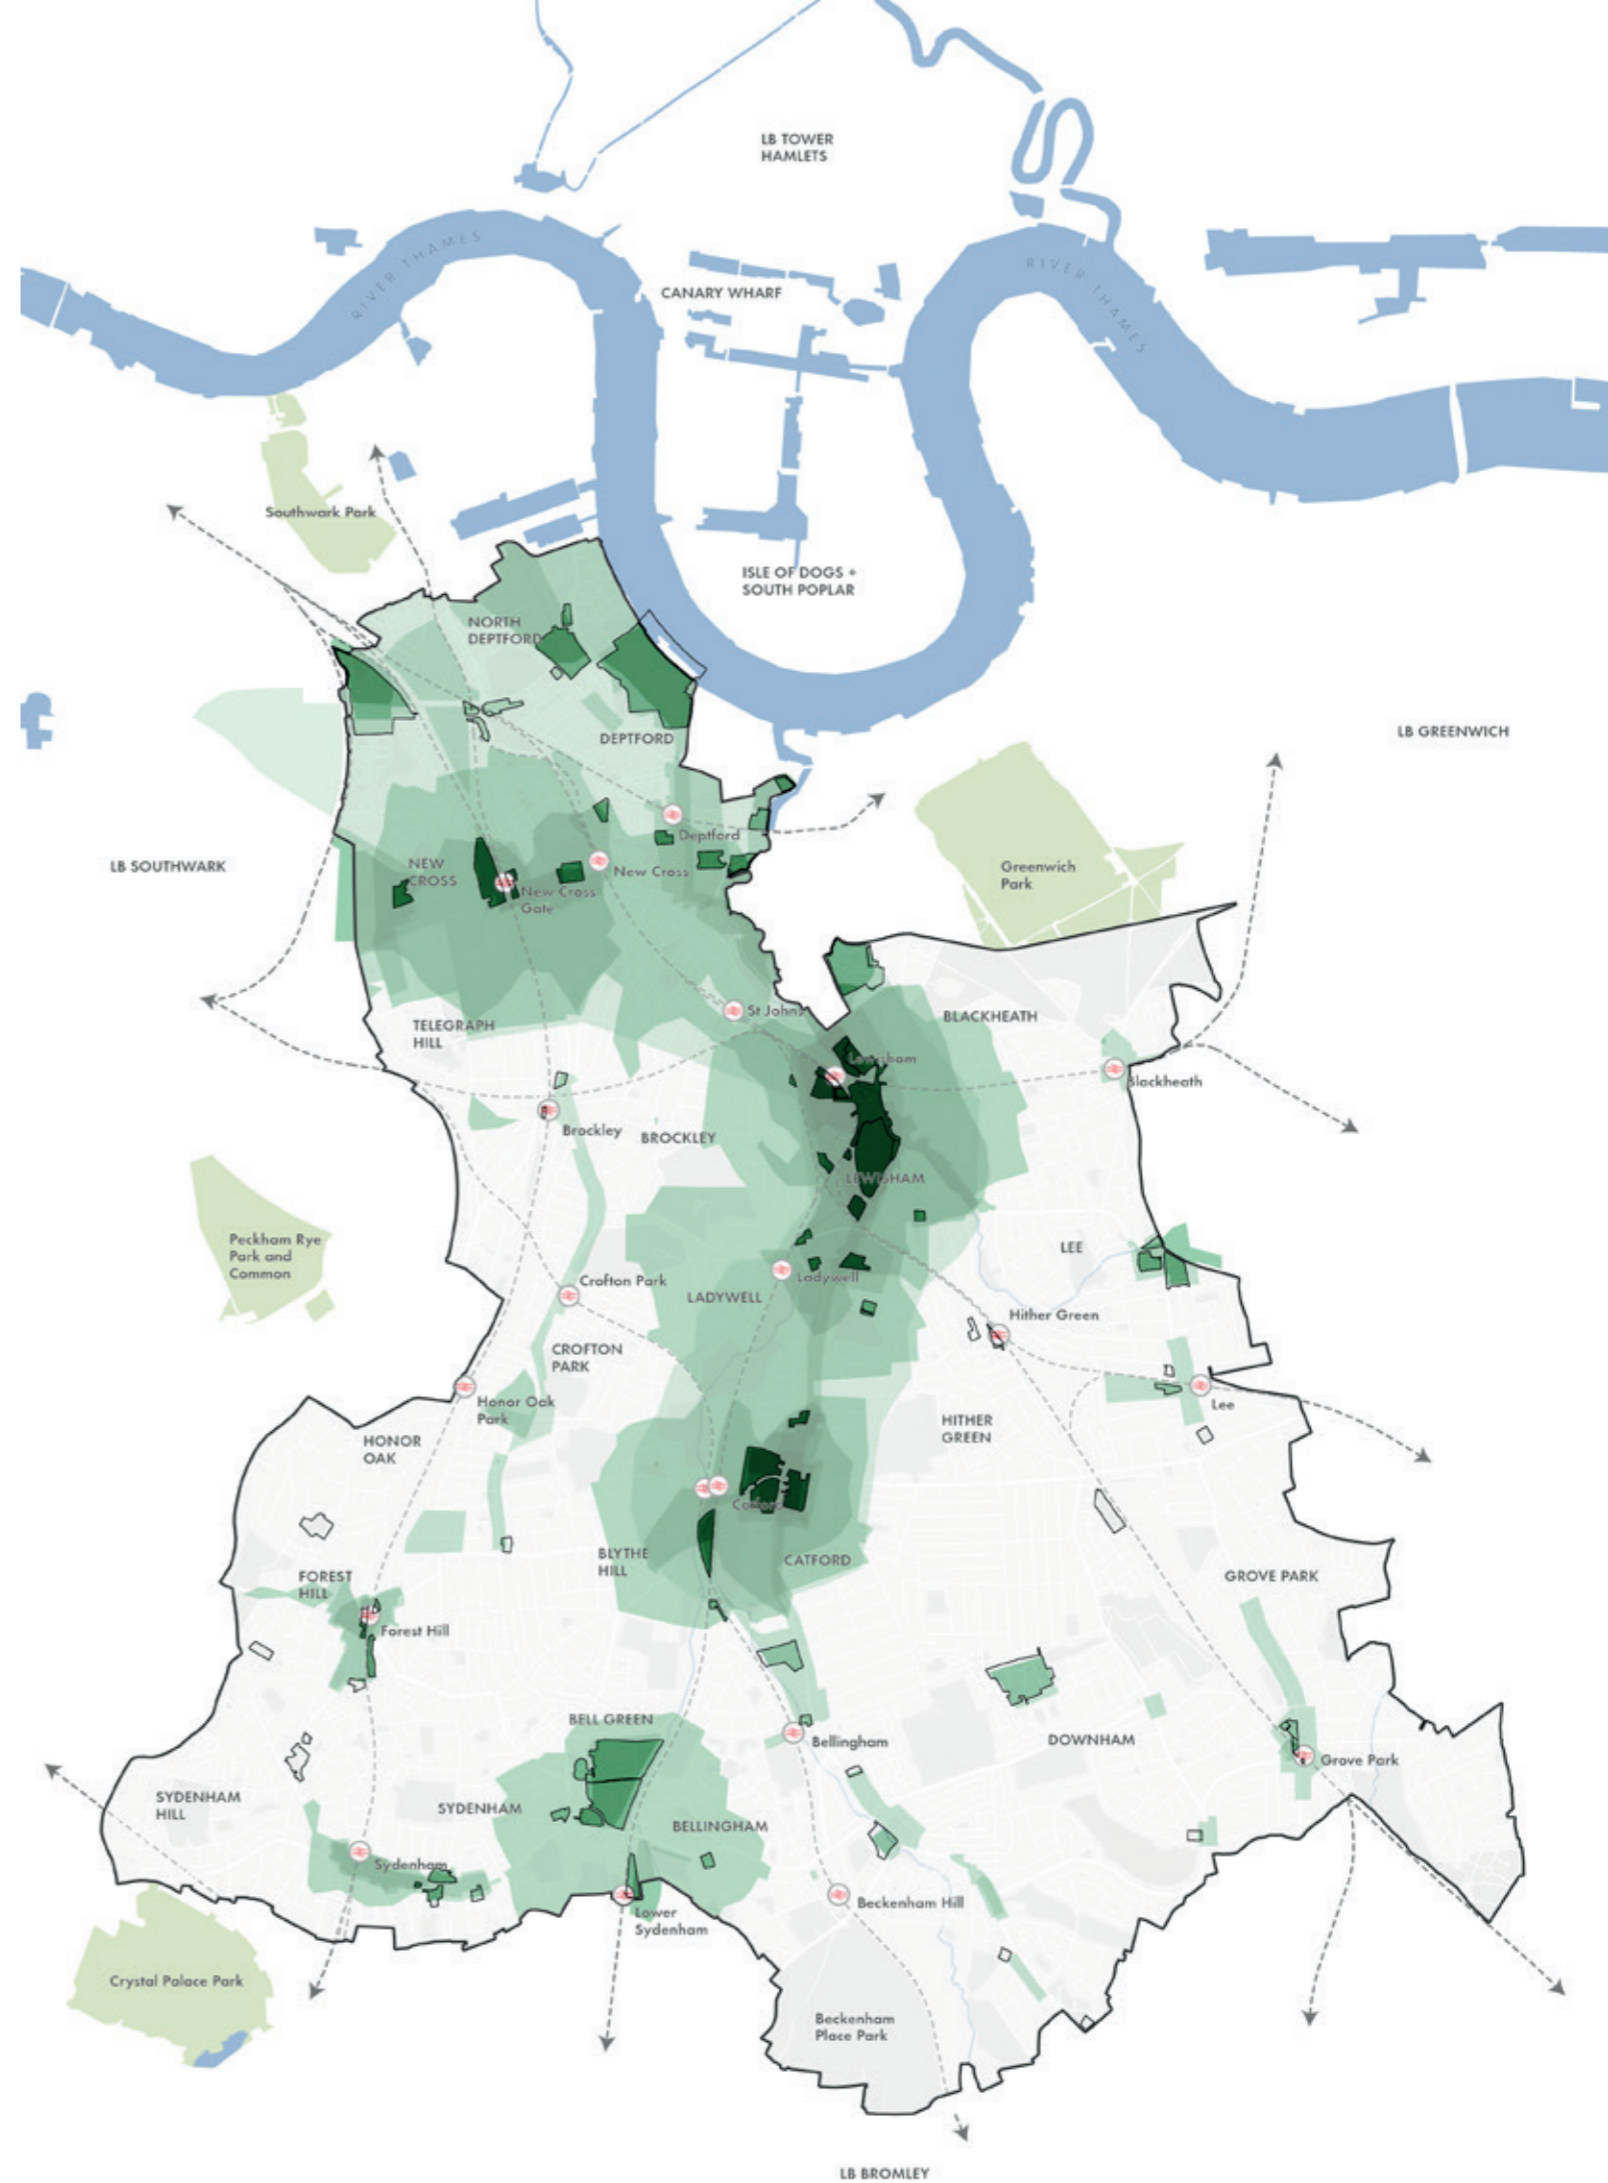 LB TOWER
HAMLETS
RIVER THAMES
RIVER THAMES
CANARY WHARF
Southwark Park
ISLE OF DOGS +
SOUTH POPLAR
NORTH
DEPTFORD
LB GREENWICH
DEPTFORD
Deptford
LB SOUTHWARK
NEW
CROSS
New Cross
New Cross
Gate
Greenwich
Park
St Johns
BLACKHEATH
TELEGRAPH
HILL
Lewisham
Blackheath
Brockley
BROCKLEY
LEWISHAM
Peckham Rye
Park and
Common
LEE
Crofton Park
Ladywell
LADYWELL
Hither Green
CROFTON
PARK
Honor Oak
Park
Lee
HITHER
GREEN
HONOR
OAK
Catford
BLYTHE
HILL
CATFORD
FOREST
HILL
GROVE PARK
Forest Hill
BELL GREEN
Bellingham
DOWNHAM
Grove Park
SYDENHAM
HILL
SYDENHAM
BELLINGHAM
Sydenham
Lower
Sydenham
Beckenham Hill
Crystal Palace Park
Beckenham
Place Park
LB BROMLEY